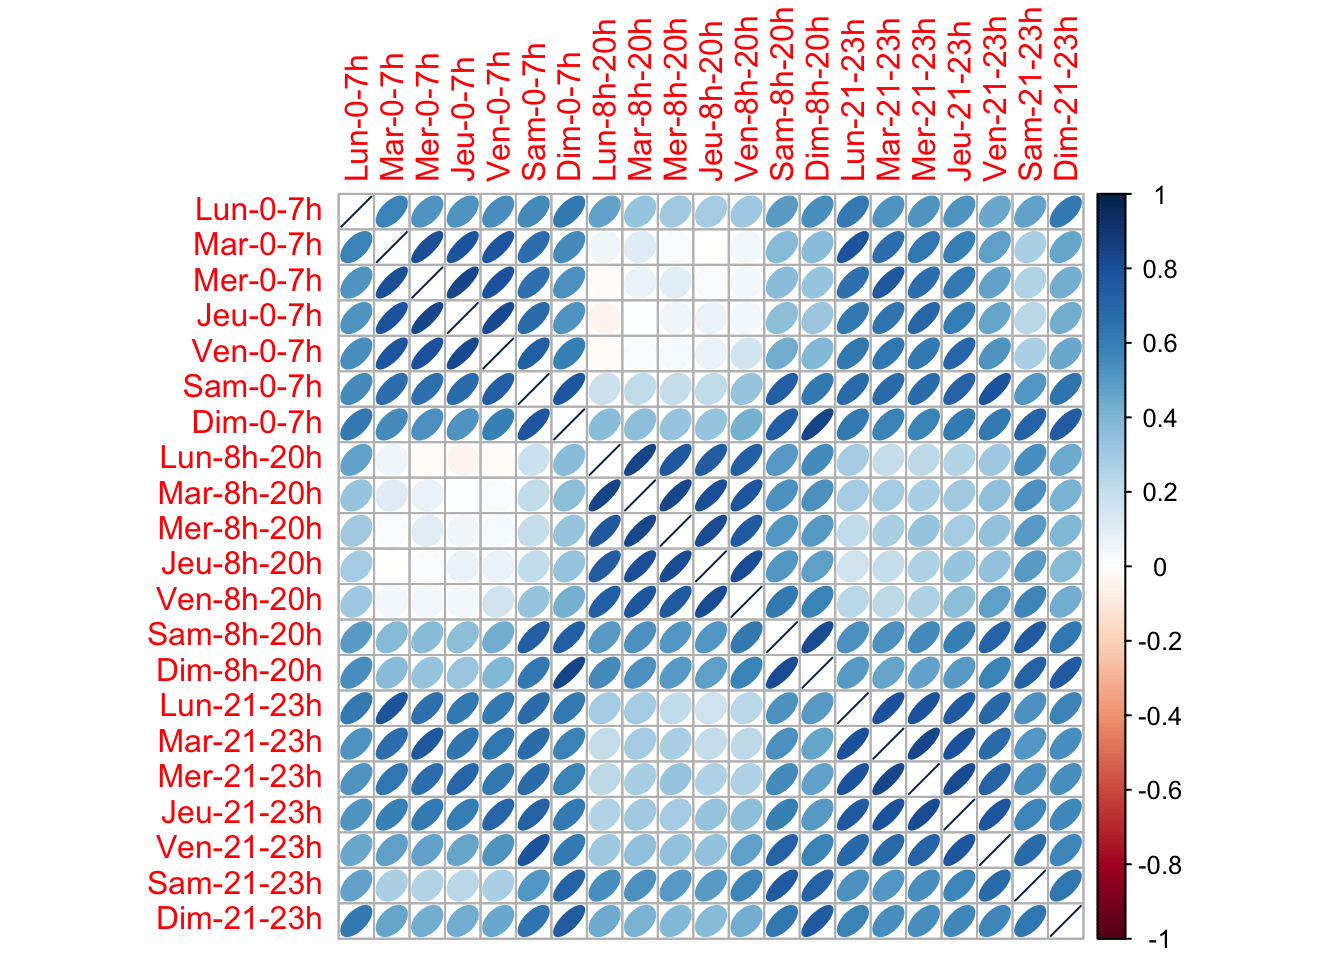 Lun-0-7h
Mar-0-7h
Mer-0-7h
Jeu-0-7h
Ven-0-7h
Sam-0-7h
Dim-0-7h
Lun-8h-20h
Mar-8h-20h
Mer-8h-20h
Jeu-8h-20h
Ven-8h-20h
Sam-8h-20h
Dim-8h-20h
Lun-21-23h
Mar-21-23h
Mer-21-23h
Jeu-21-23h
Ven-21-23h
Sam-21-23h
Dim-21-23h
Lun-0-7h
Mar-0-7h
Mer-0-7h
Jeu-0-7h
Ven-0-7h
Sam-0-7h
Dim-0-7h
Lun-8h-20h
Mar-8h-20h
Mer-8h-20h
Jeu-8h-20h
Ven-8h-20h
Sam-8h-20h
Dim-8h-20h
Lun-21-23h
Mar-21-23h
Mer-21-23h
Jeu-21-23h
Ven-21-23h
Sam-21-23h
Dim-21-23h
1
0.8
0.6
0.4
0.2
0
-0.2
-0.4
-0.6
-0.8
-1